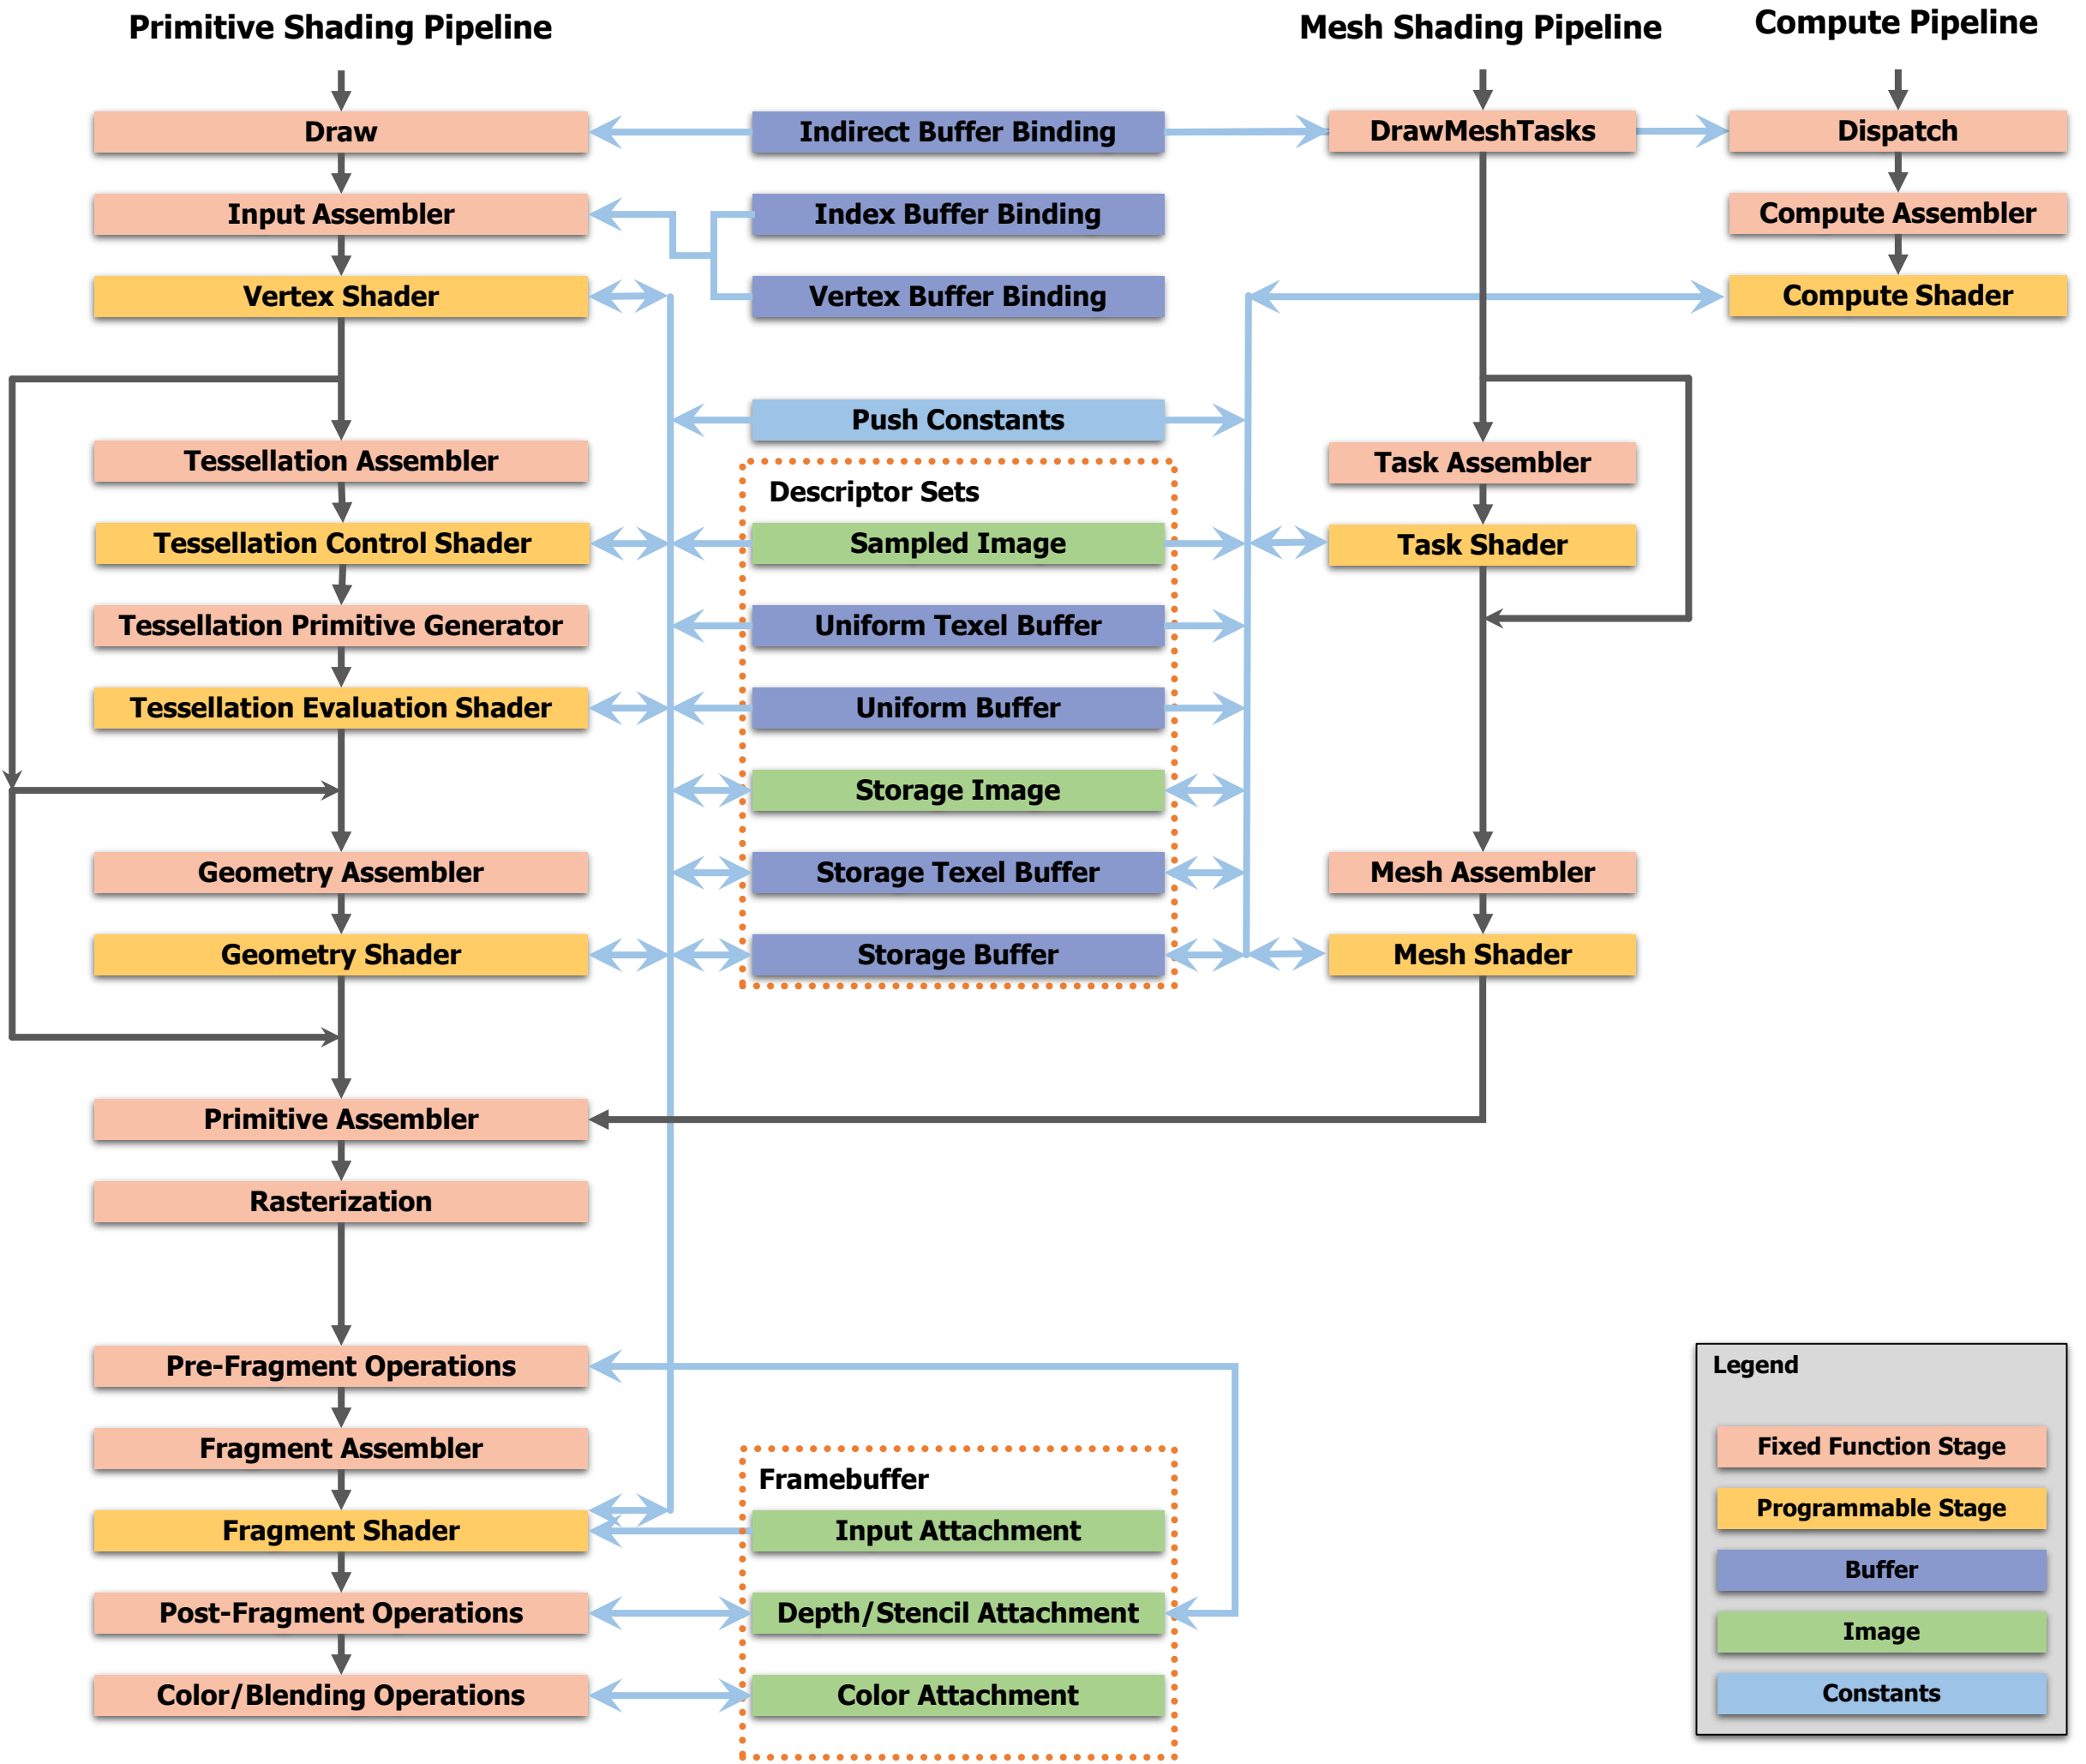 Primitive Shading Pipeline
Mesh Shading Pipeline
Compute Pipeline
Draw
Indirect Buffer Binding
DrawMeshTasks
Dispatch
Input Assembler
Index Buffer Binding
Compute Assembler
Vertex Shader
Vertex Buffer Binding
Compute Shader
Push Constants
Tessellation Assembler
Task Assembler
Descriptor Sets
Tessellation Control Shader
Sampled Image
Task Shader
Tessellation Primitive Generator
Uniform Texel Buffer
Tessellation Evaluation Shader
Uniform Buffer
Storage Image
Geometry Assembler
Storage Texel Buffer
Mesh Assembler
Geometry Shader
Storage Buffer
Mesh Shader
Primitive Assembler
Rasterization
Pre-Fragment Operations
Fragment Assembler
Framebuffer
Fragment Shader
Input Attachment
Post-Fragment Operations
Depth/Stencil Attachment
Color/Blending Operations
Color Attachment
Legend
Fixed Function Stage
Programmable Stage
Buffer
Image
Constants